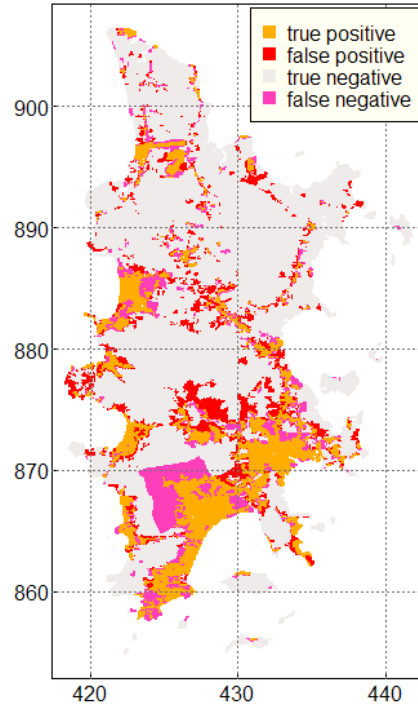 true positive
false positive
true negative
false negative
900
890
880
870
860
420 430 440